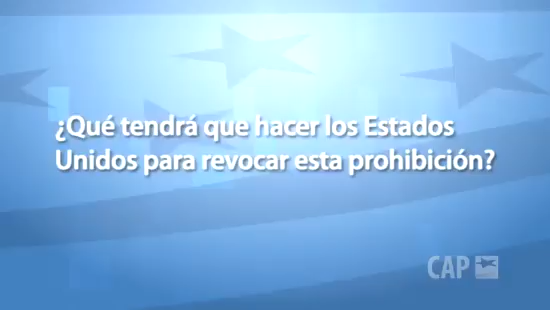 ¿Qué tendrá que hacer los Estados
Unidos para revocar esta prohibición?
CAP